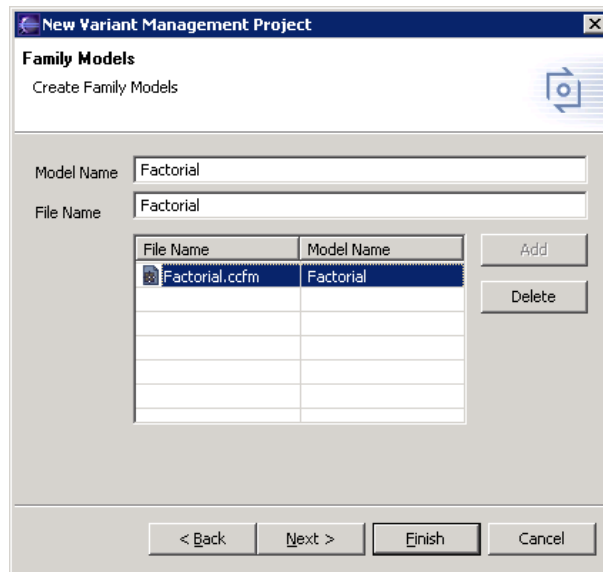 New Variant Management Project
Family Models
Create Family Models
Model Name Factorial
File Name Factorial
File Name Model Name Add
Factorial.ccfm Factorial
Delete
< Back Next > Finish Cancel